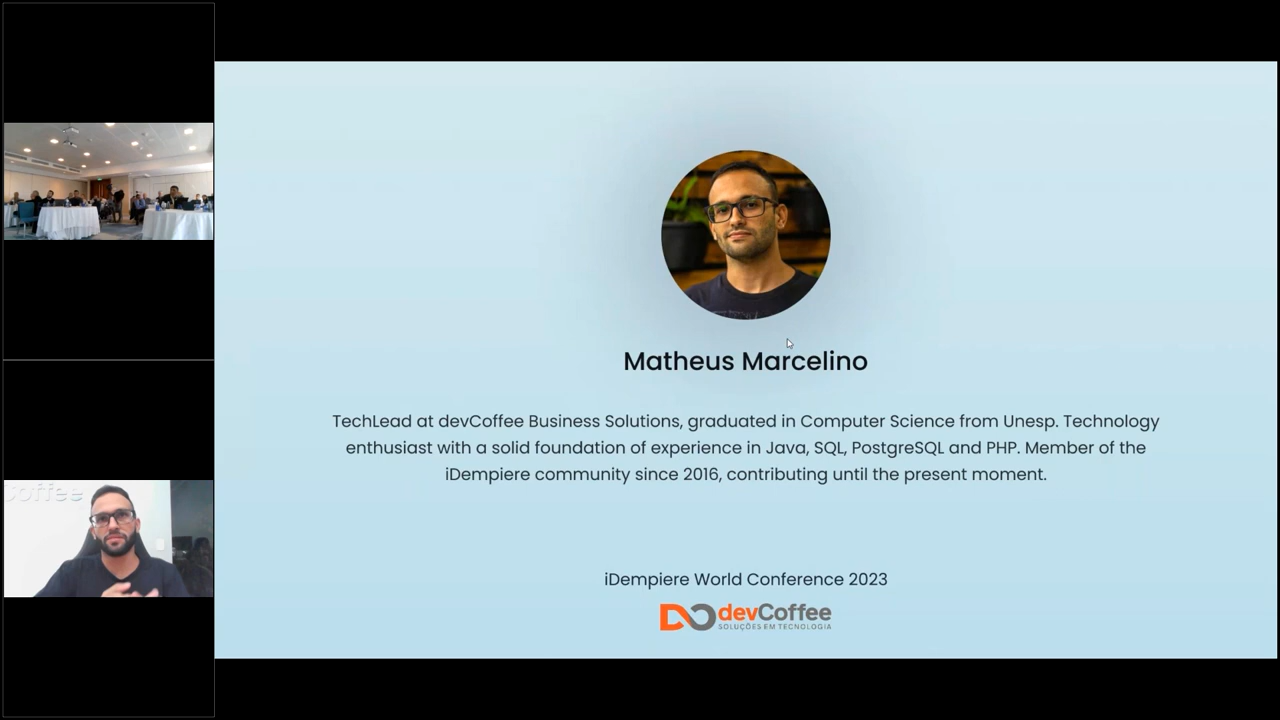 Coffee
Matheus Marcelino
TechLead at devCoffee Business Solutions, graduated in Computer Science from Unesp. Technology
enthusiast with a solid foundation of experience in Java, SQL, PostgreSQL and PHP. Member of the
iDempiere community since 2016, contributing until the present moment.
iDempiere World Conference 2023
devCoffee
SOLUÇÕES EM TECNOLOGIA